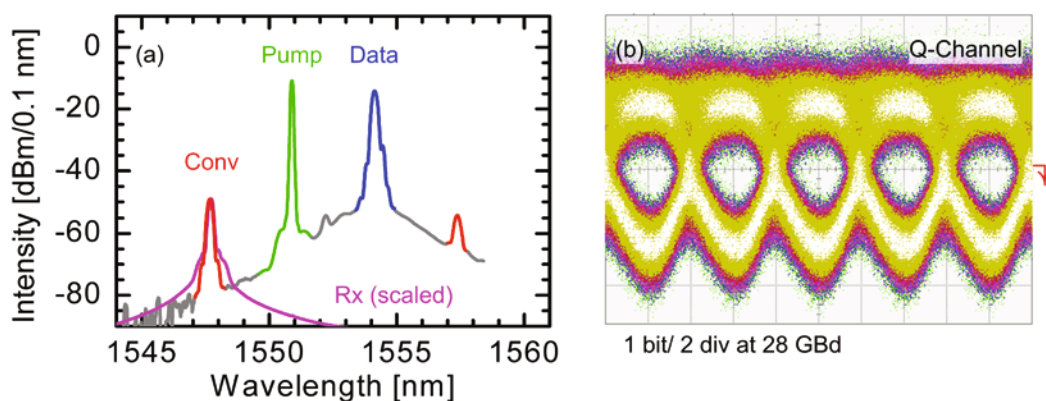 (a)
Pump
Data
Conv
Rx (scaled)
0
-20
-40
-60
-80
Intensity [dBm/0.1 nm]
1545
1550
1555
1560
Wavelength [nm]
(b)
Q-Channel
1 bit/ 2 div at 28 GBd